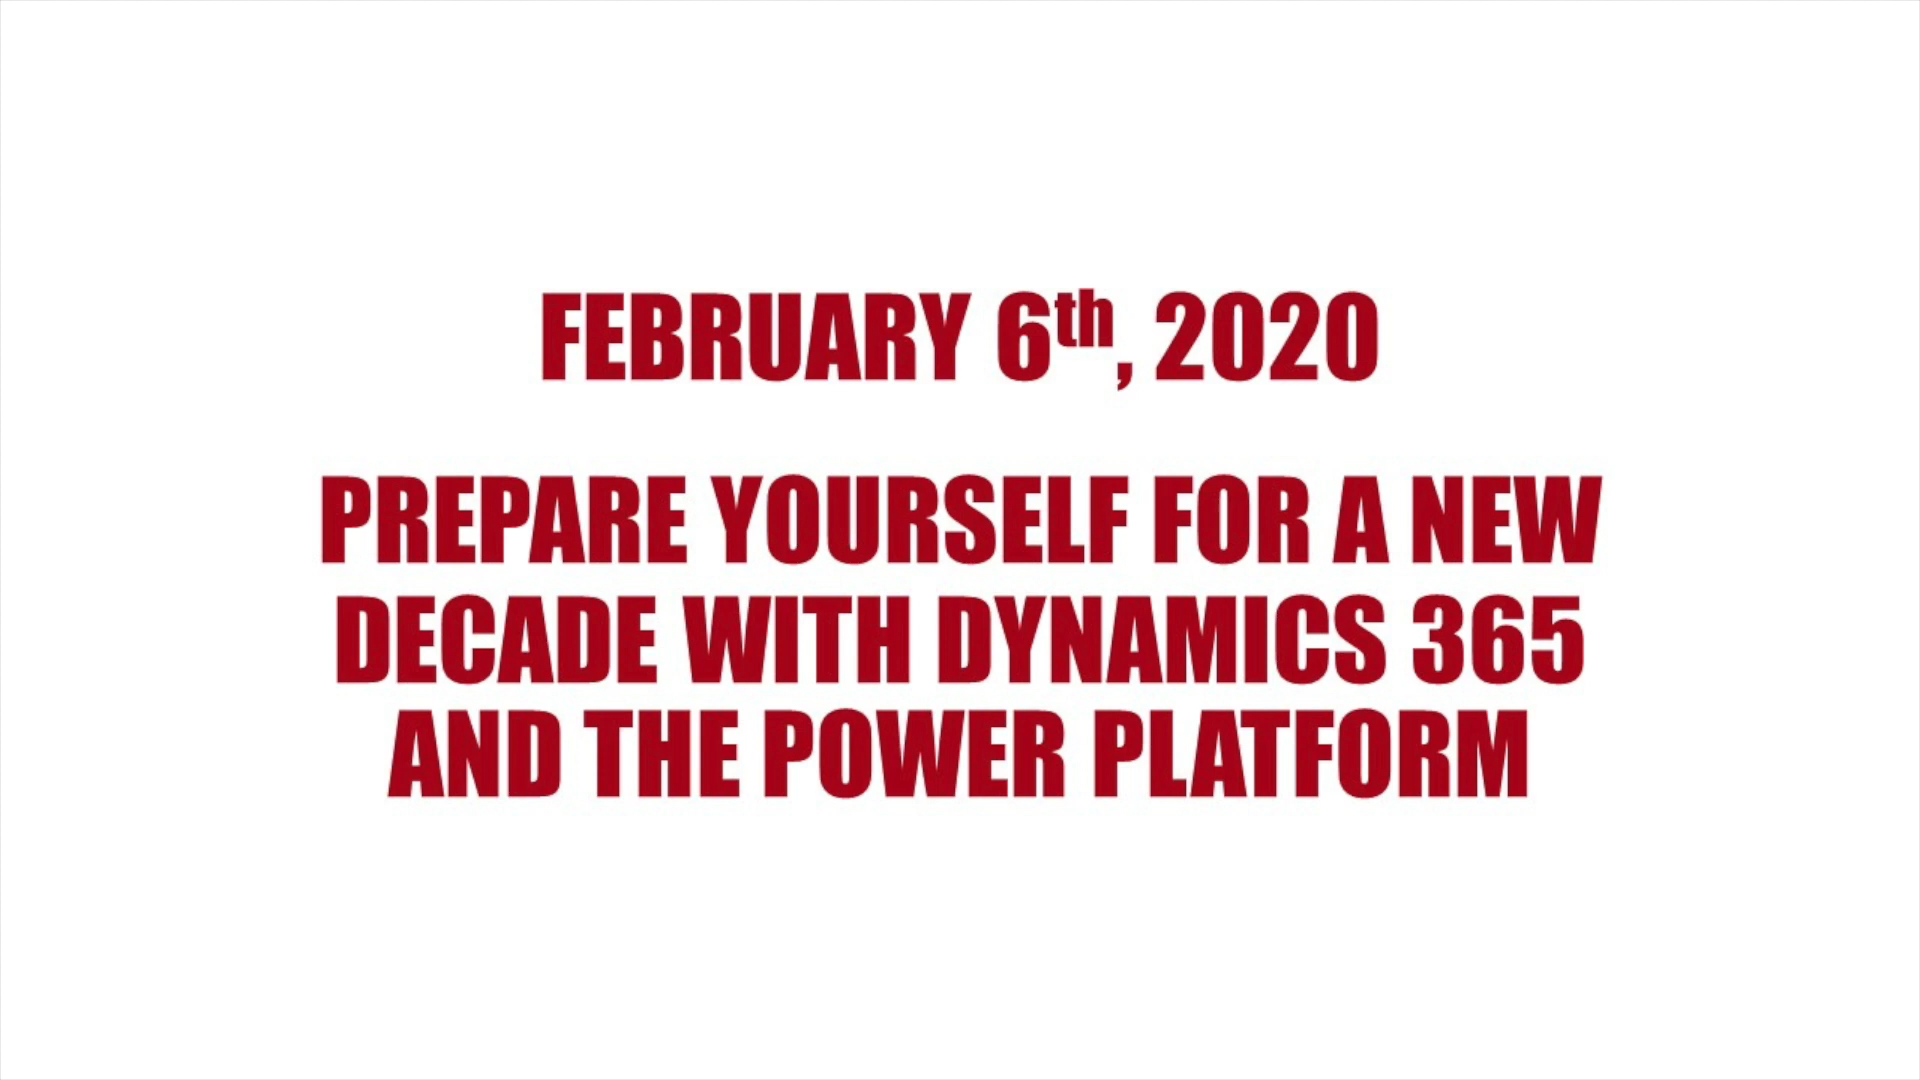 FEBRUARY 6th, 2020
PREPARE YOURSELF FOR A NEW
DECADE WITH DYNAMICS 365
AND THE POWER PLATFORM